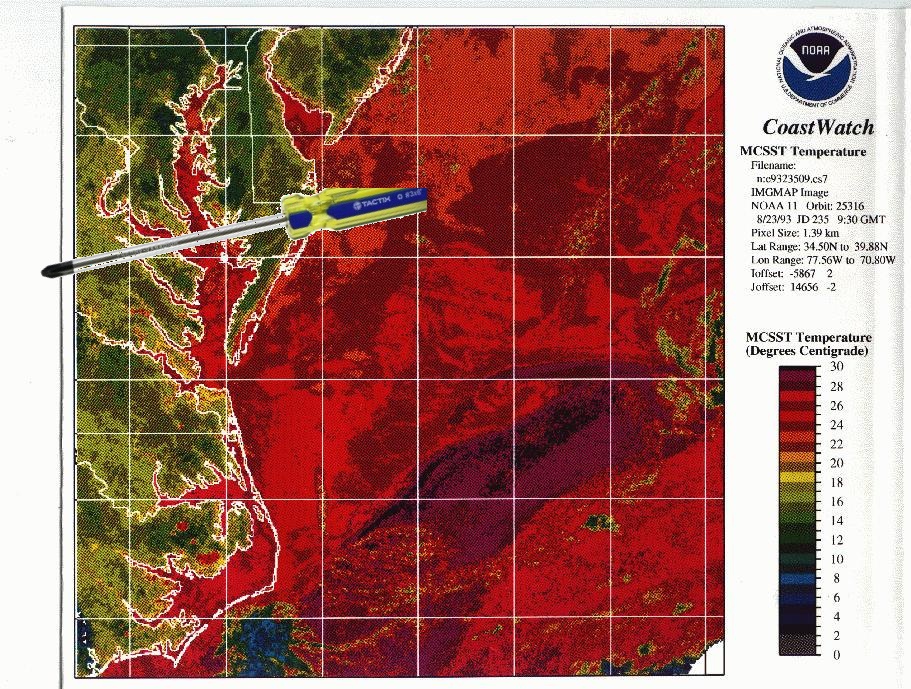 NATIONAL OCEANIC AND ATMOSPHERIC ADMINISTRATION
U.S. DEPARTMENT OF COMMERCE
NOAA
CoastWatch
MCSST Temperature
Filename:
n:c9323509.cs7
IMGMAP Image
NOAA 11 Orbit: 25316
8/23/93 JD 235 9:30 GMT
Pixel Size: 1.39 km
Lat Range: 34.50N to 39.88N
Lon Range: 77.56W to 70.80W
Ioffset: -5867 2
Joffset: 14656 -2
TACTIX
MCSST Temperature
(Degrees Centigrade)
30
28
26
24
22
20
18
16
14
12
10
8
6
4
2
0